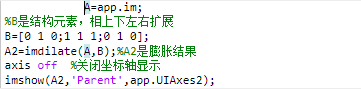 A=app.im;
%B是结构元素，相上下左右扩展
B=[0 1 0;1 1 1;0 1 0];
A2=imdilate(A,B);%A2是膨胀结果
axis off  %关闭坐标轴显示
imshow(A2,'Parent',app.UIAxes2);